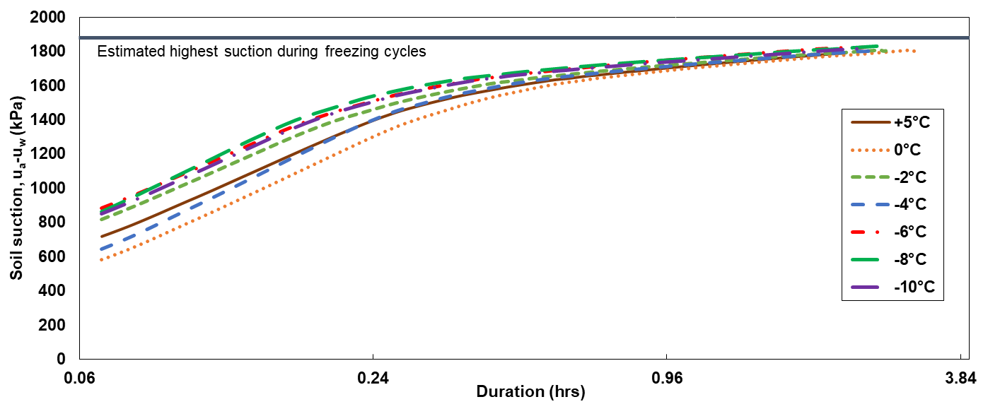 2000
1800
1600
1400
1200
1000
800
600
400
200
0
Soil suction, ua-uw (kPa)
Estimated highest suction during freezing cycles
+5°C
0°C
-2°C
-4°C
-6°C
-8°C
-10°C
0.06 0.24 0.96 3.84
Duration (hrs)